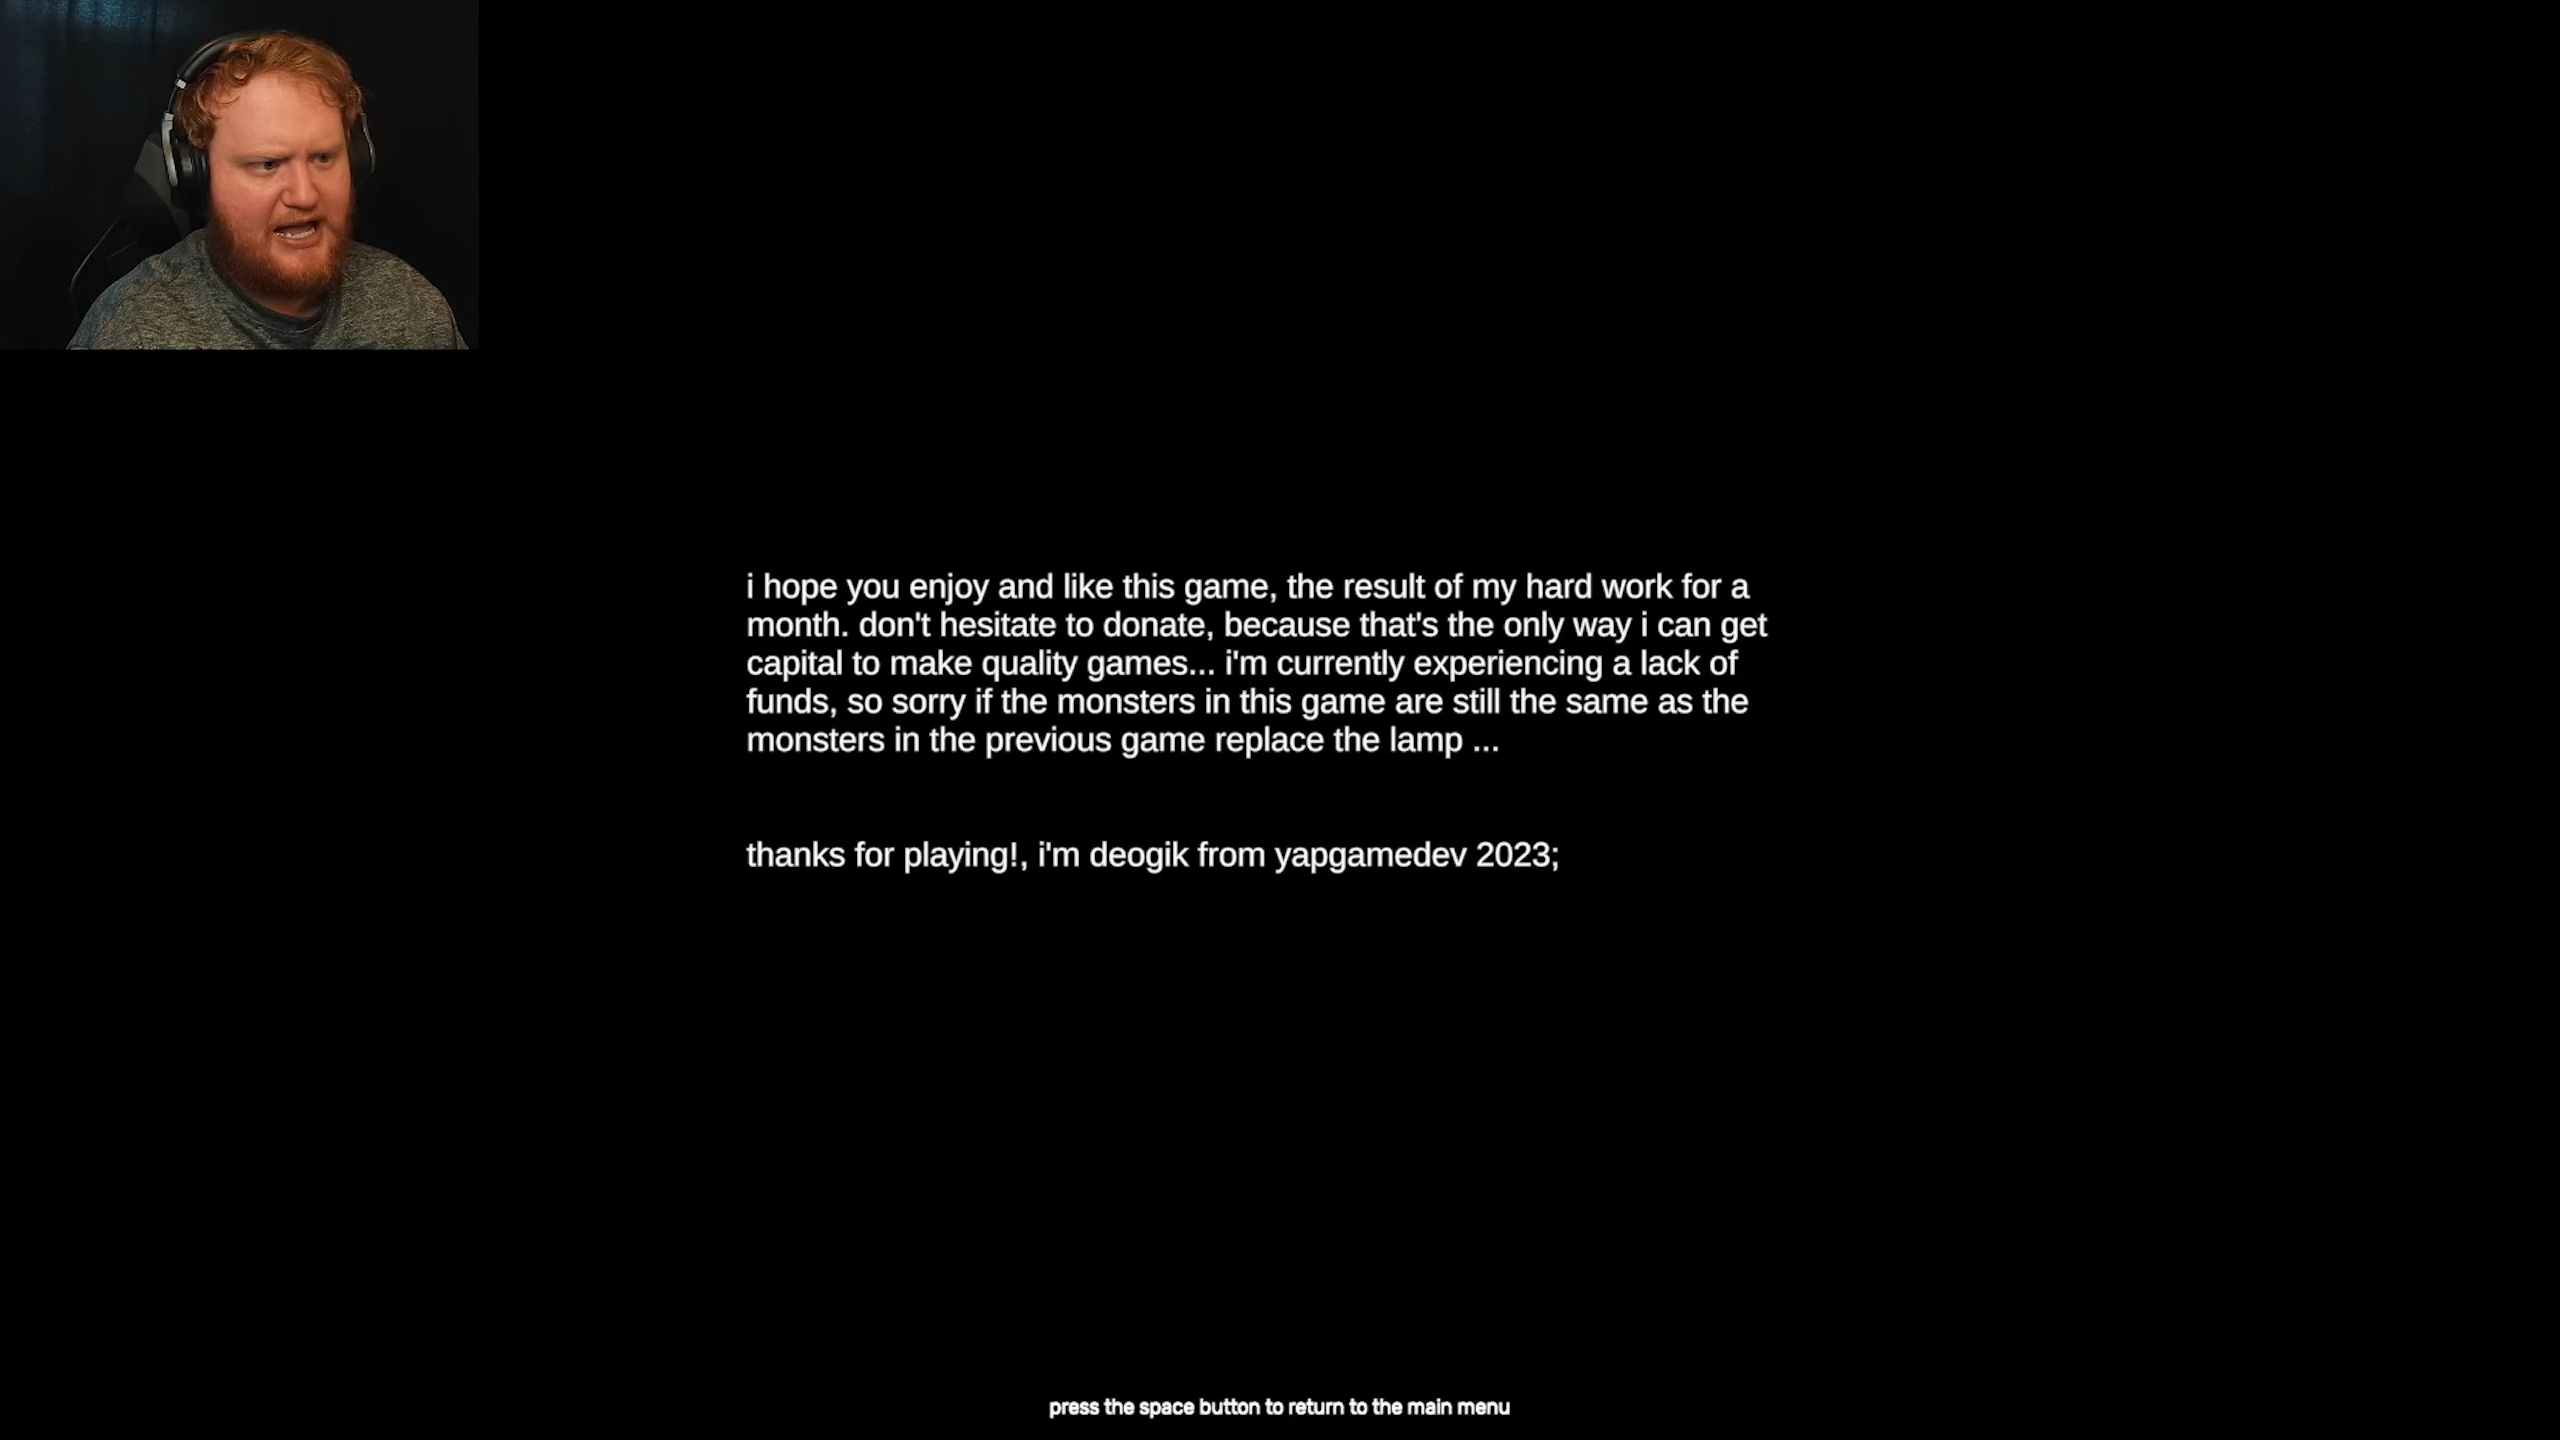 i hope you enjoy and like this game, the result of my hard work for a
month. don't hesitate to donate, because that's the only way i can get
capital to make quality games... i'm currently experiencing a lack of
funds, so sorry if the monsters in this game are still the same as the
monsters in the previous game replace the lamp ...
thanks for playing!, i'm deogik from yapgamedev 2023;
press the space button to return to the main menu